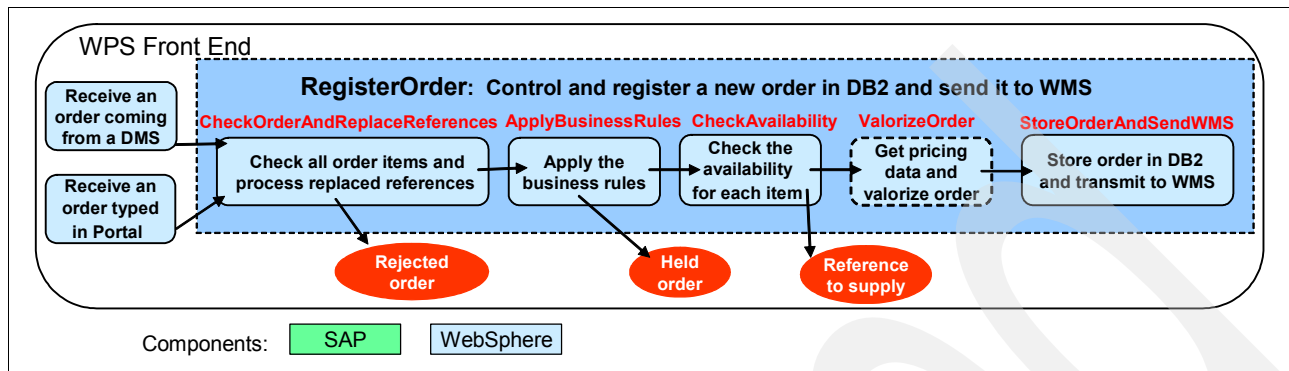 WPS Front End
RegisterOrder: Control and register a new order in DB2 and send it to WMS
Receive an
order coming
from a DMS
Receive an
order typed
in Portal
CheckOrderAndReplaceReferences
Check all order items and
process replaced references
ApplyBusinessRules
Apply the
business rules
CheckAvailability
Check the
availability
for each item
ValorizeOrder
Get pricing
data and
valorize order
StoreOrderAndSendWMS
Store order in DB2
and transmit to WMS
Rejected
order
Held
order
Reference
to supply
Components:
SAP
WebSphere